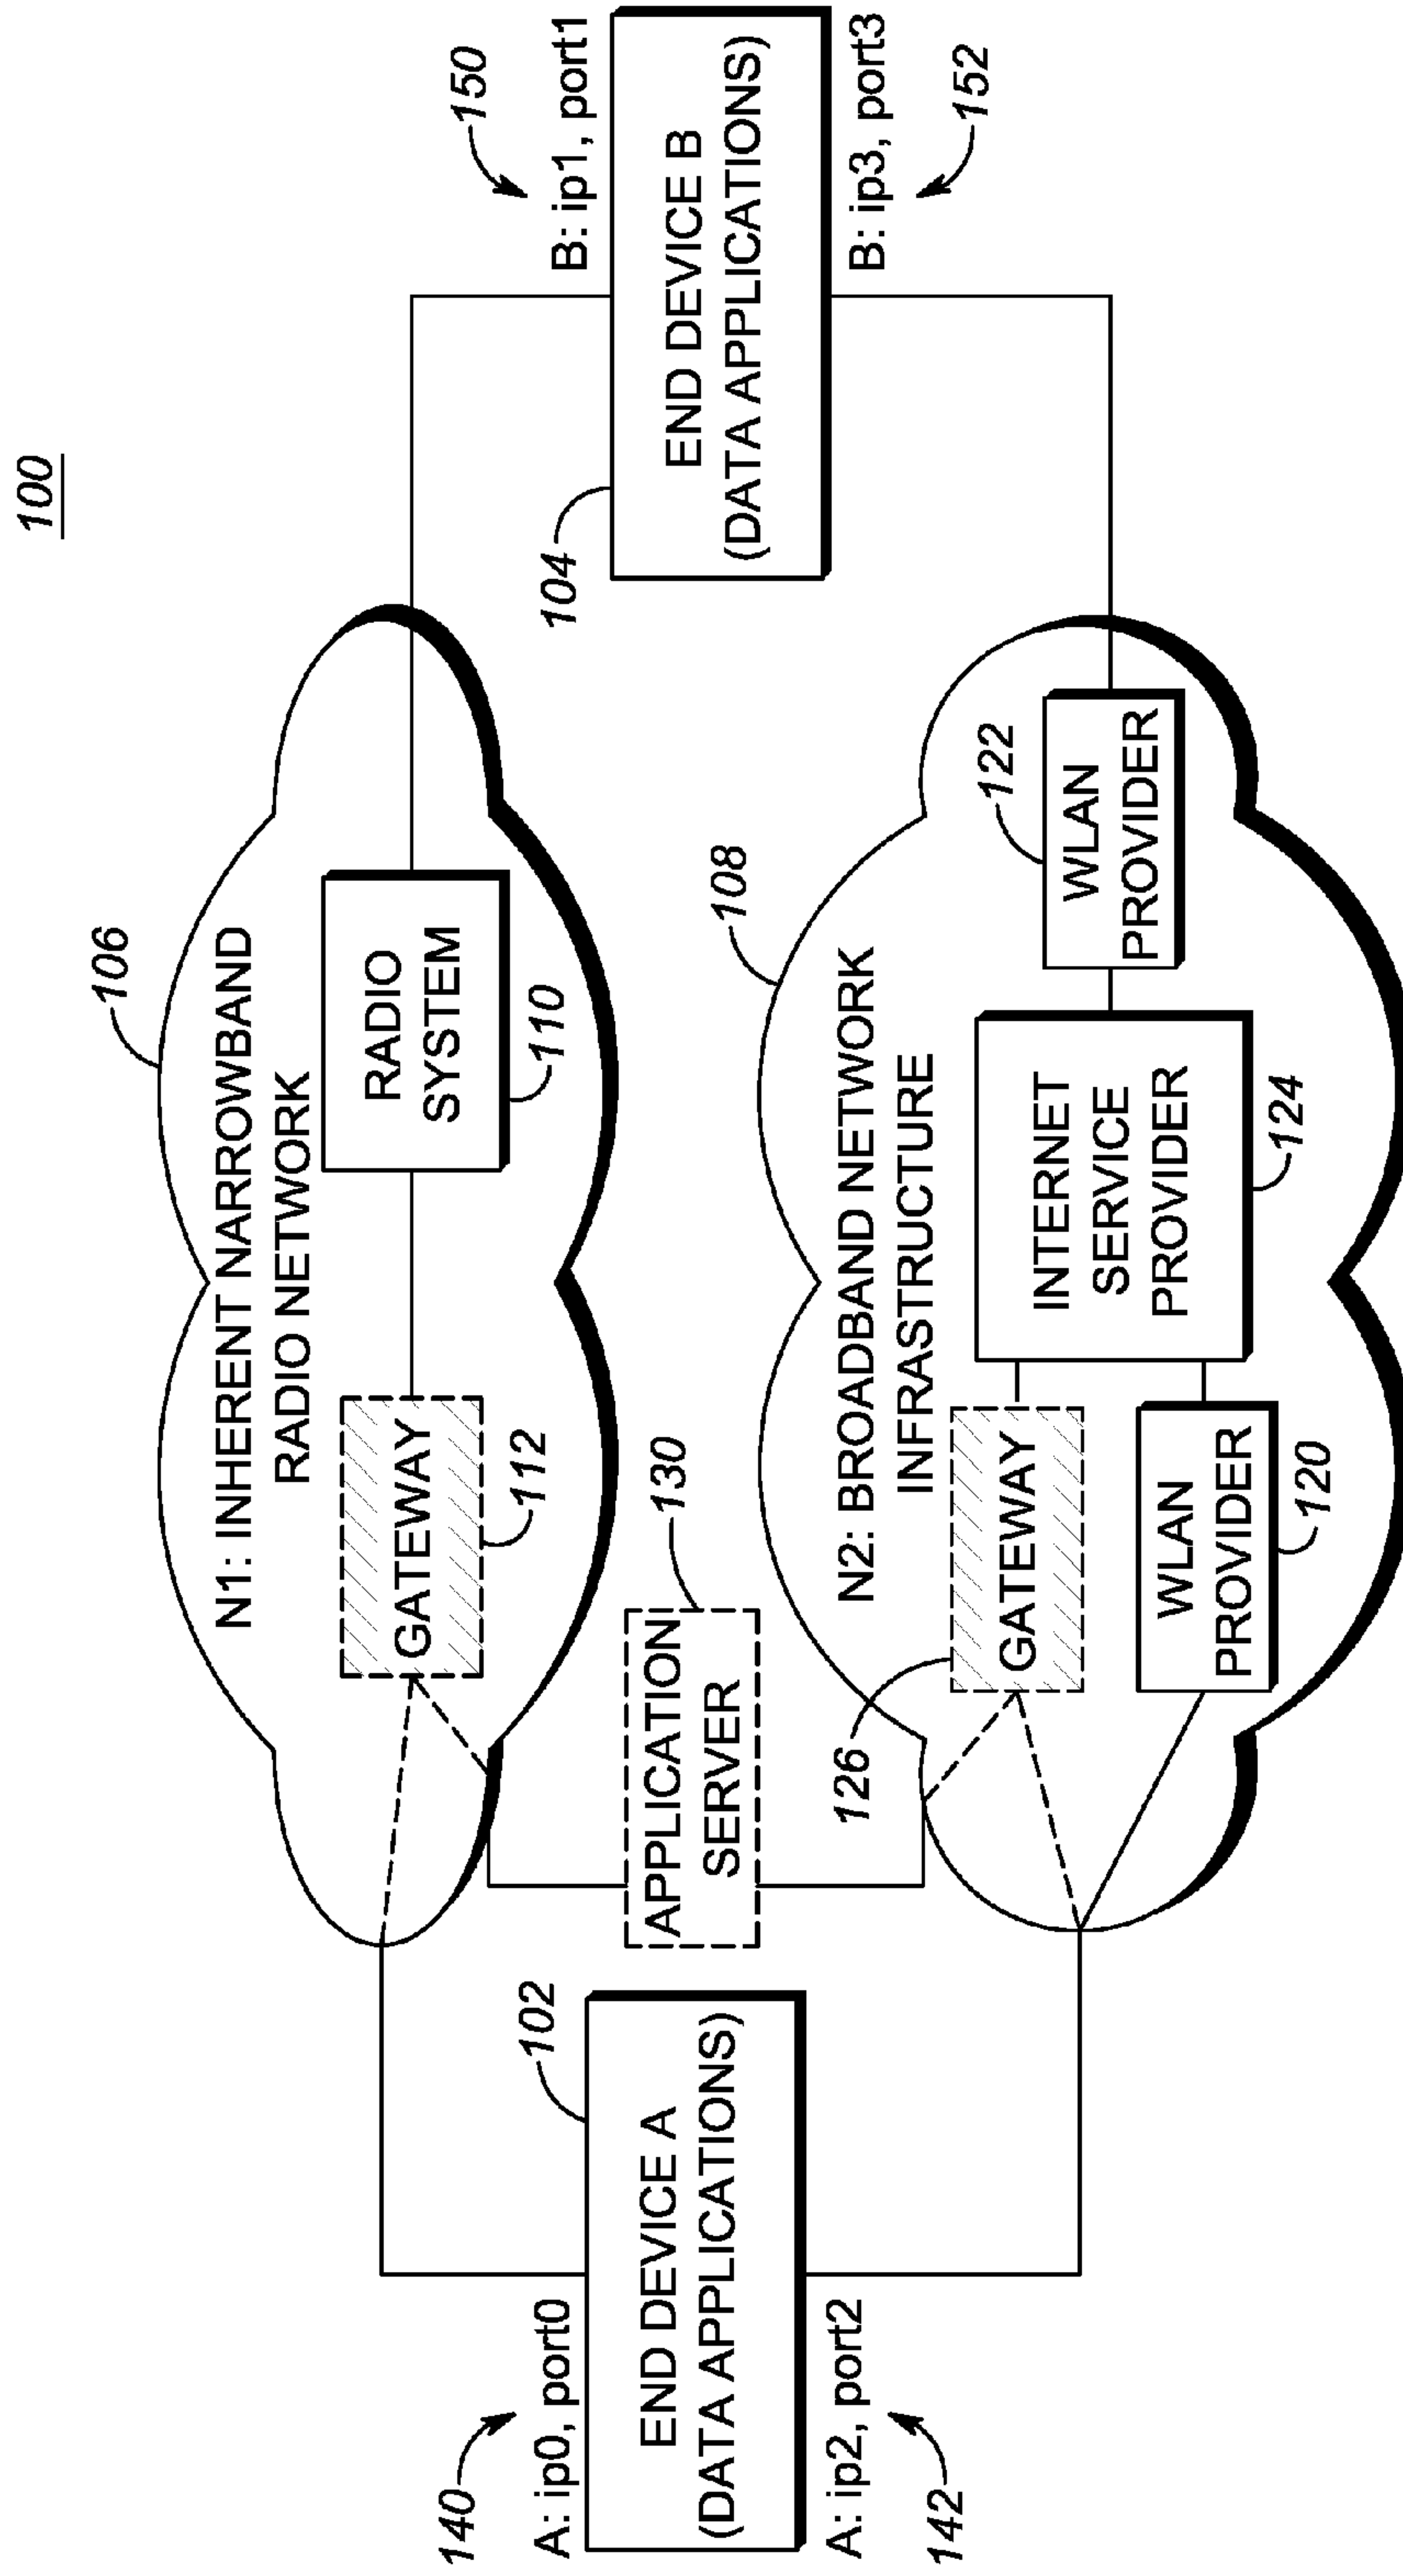 100
106
N1: INHERENT NARROWBAND
RADIO NETWORK
GATEWAY
112
RADIO
SYSTEM
110
140
A: ip0, port0
102
END DEVICE A
(DATA APPLICATIONS)
A: ip2, port2
142
130
APPLICATION
SERVER
150
B: ip1, port1
104
END DEVICE B
(DATA APPLICATIONS)
B: ip3, port3
152
108
N2: BROADBAND NETWORK
INFRASTRUCTURE
126
GATEWAY
WLAN
PROVIDER
120
INTERNET
SERVICE
PROVIDER
124
122
WLAN
PROVIDER